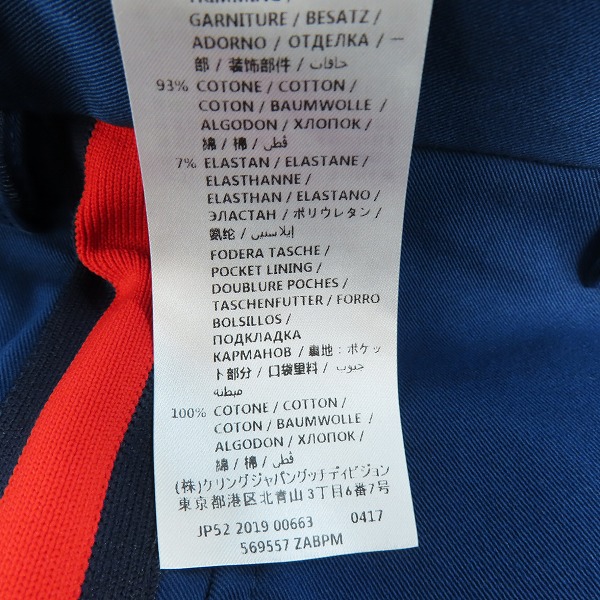 GARNITURE / BESATZ /
ADORNO / ОТДЕЛКА / 一
部 / 装饰部件 / حافات
93% COTONE / COTTON /
COTON / BAUMWOLLE /
ALGODON / ХЛОПОК /
綿 / 棉 / قطن
7% ELASTAN / ELASTANE /
ELASTHANNE /
ELASTHAN / ELASTANO /
ЭЛАСТАН / ポリウレタン /
氨纶 / إيلاستين
FODERA TASCHE /
POCKET LINING /
DOUBLURE POCHES /
TASCHENFUTTER / FORRO
BOLSILLOS /
ПОДКЛАДКА
КАРМАНОВ / 裏地：ポケッ
ト部分 / 口袋里料 / جيوب
مبطنه
100% COTONE / COTTON /
COTON / BAUMWOLLE /
ALGODON / ХЛОПОК /
綿 / 棉 / قطن
(株)ケリングジャパングッチディビジョン
東京都港区北青山3丁目6番7号
JP52 2019 00663 0417
569557 ZABPM